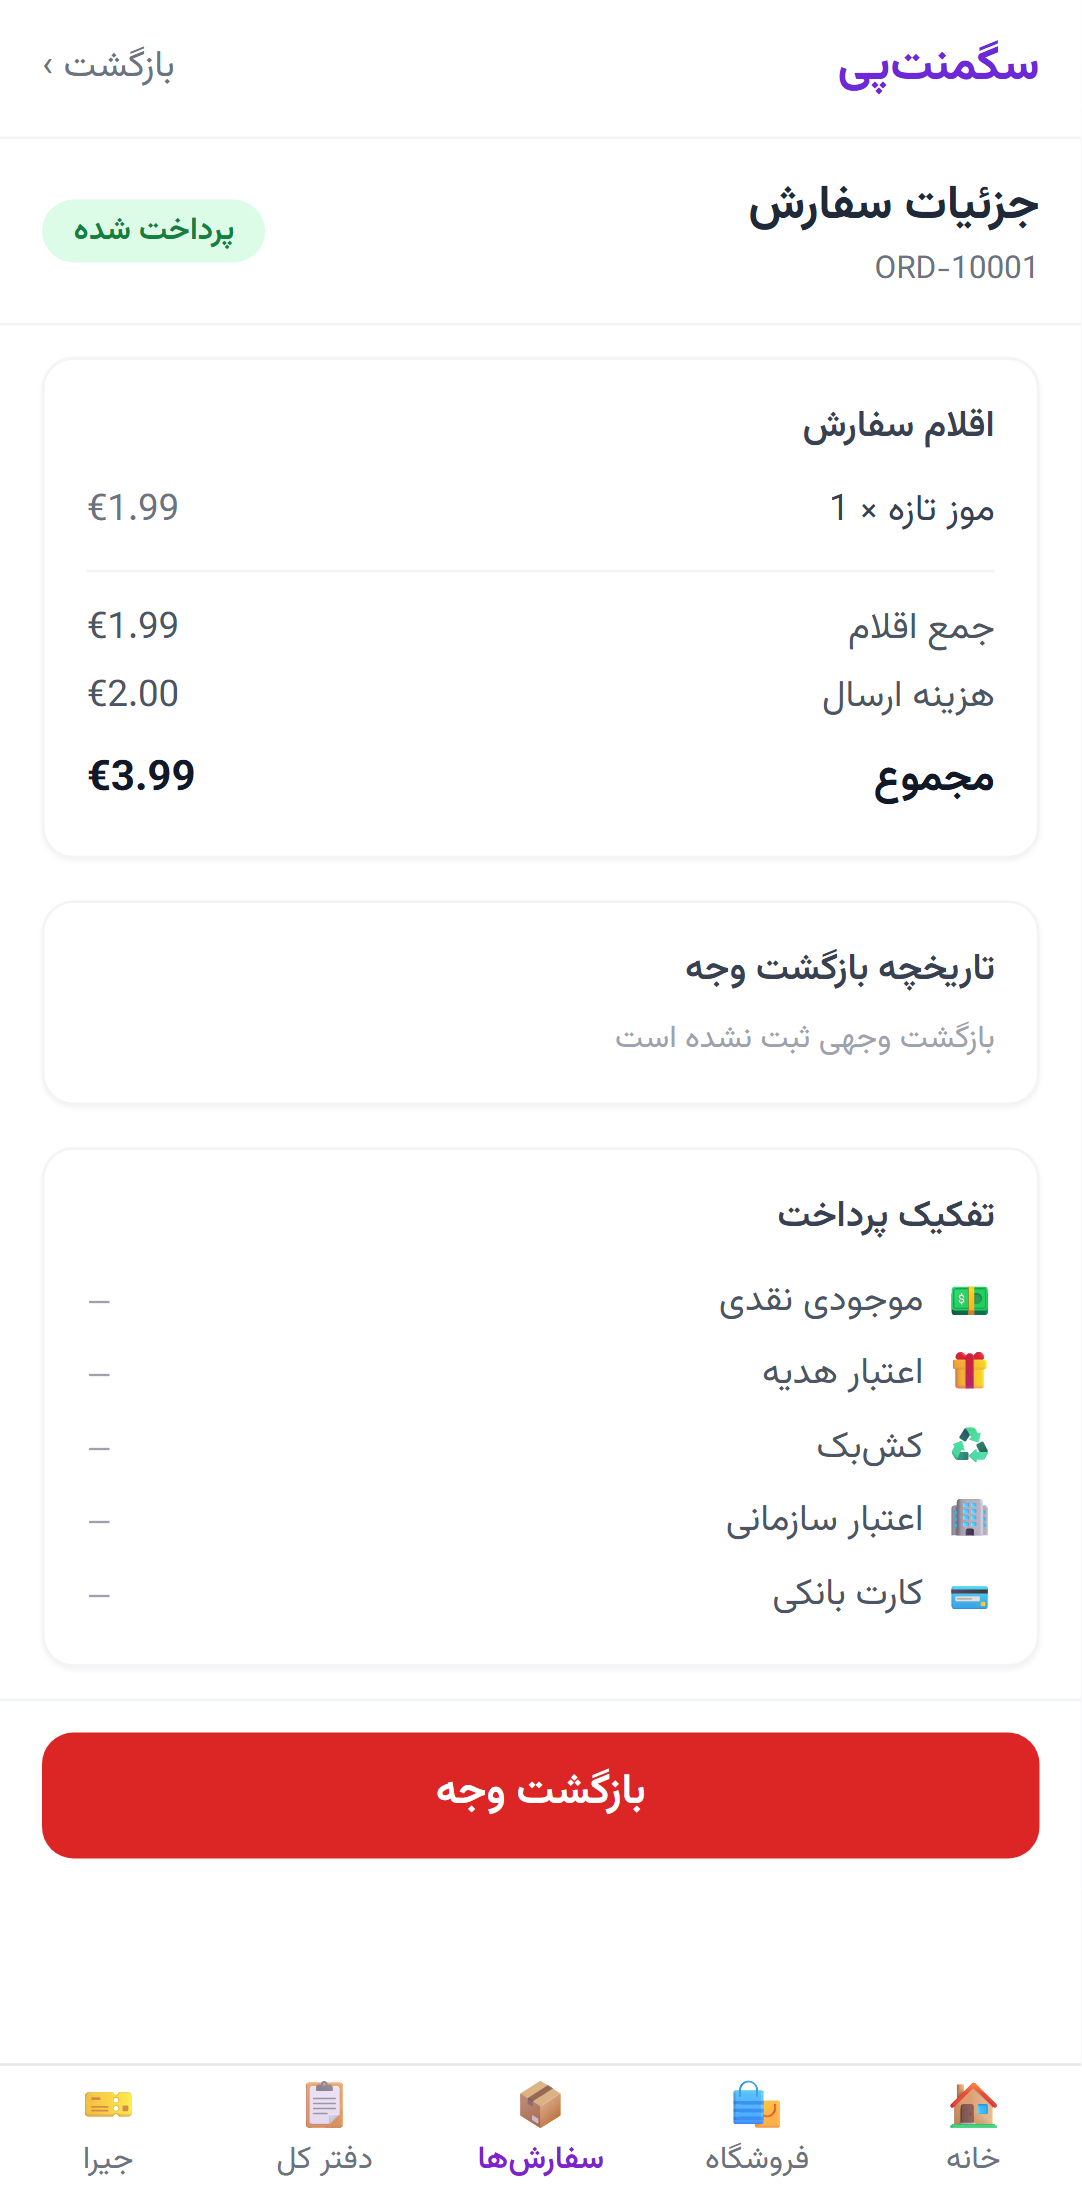 سگمنت‌پی
بازگشت ›
جزئیات سفارش
ORD-10001
پرداخت شده
اقلام سفارش
موز تازه × 1 €1.99
جمع اقلام €1.99
هزینه ارسال €2.00
مجموع €3.99
تاریخچه بازگشت وجه
بازگشت وجهی ثبت نشده است
تفکیک پرداخت
موجودی نقدی —
اعتبار هدیه —
کش‌بک —
اعتبار سازمانی —
کارت بانکی —
بازگشت وجه
خانه
فروشگاه
سفارش‌ها
دفتر کل
جیرا